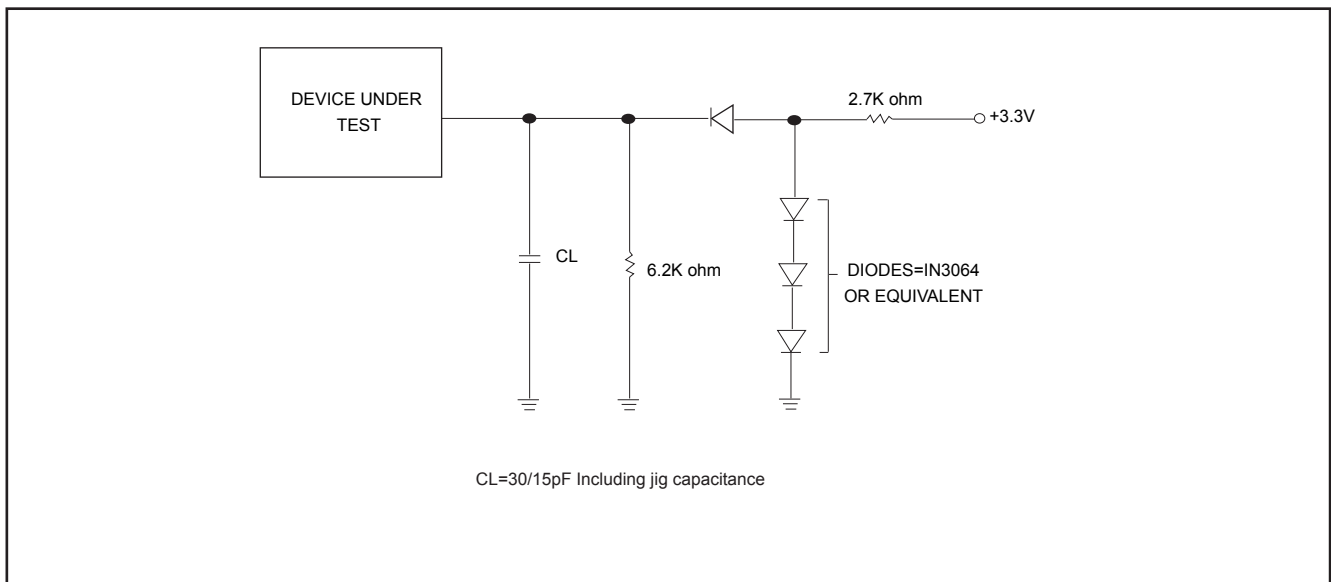 DEVICE UNDER
TEST
2.7K ohm
+3.3V
CL
6.2K ohm
DIODES=IN3064
OR EQUIVALENT
CL=30/15pF Including jig capacitance